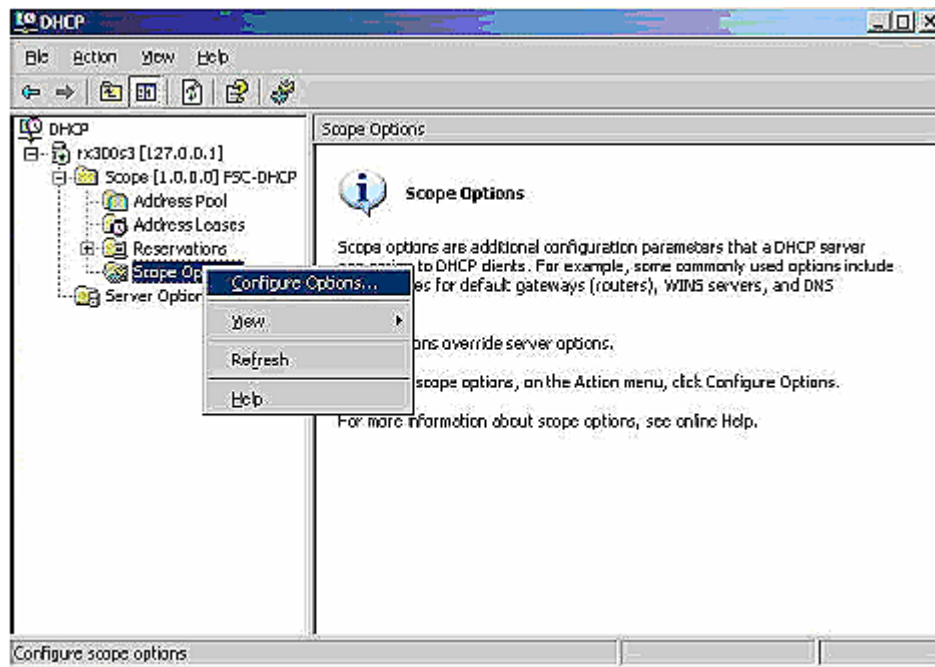 DHCP
File Action View Help
DHCP
rx300s3 [127.0.0.1]
Scope [1.0.0.0] FSC-DHCP
Address Pool
Address Leases
Reservations
Scope Op
Server Option
Configure Options...
View
Refresh
Help
Scope Options
Scope Options
Scope options are additional configuration parameters that a DHCP server
to DHCP clients. For example, some commonly used options include
es for default gateways (routers), WINS servers, and DNS
ons override server options.
scope options, on the Action menu, click Configure Options.
For more information about scope options, see online Help.
Configure scope options